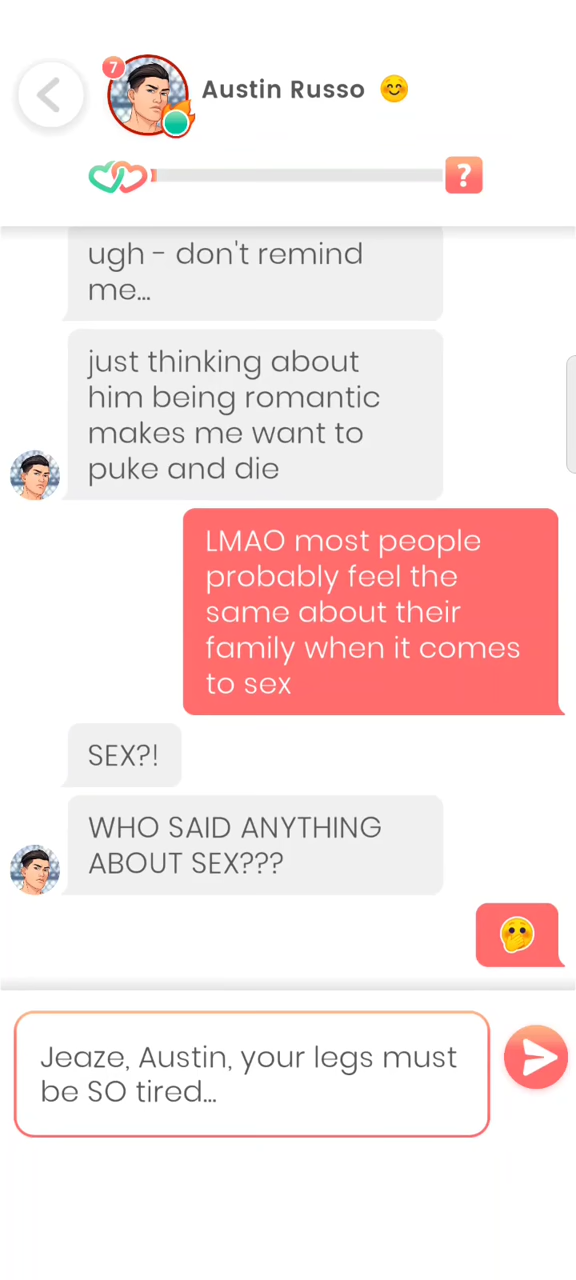 7
Austin Russo 😊
?
ugh - don't remind
me...
just thinking about
him being romantic
makes me want to
puke and die
LMAO most people
probably feel the
same about their
family when it comes
to sex
SEX?!
WHO SAID ANYTHING
ABOUT SEX???
🤭
Jeaze, Austin, your legs must
be SO tired...